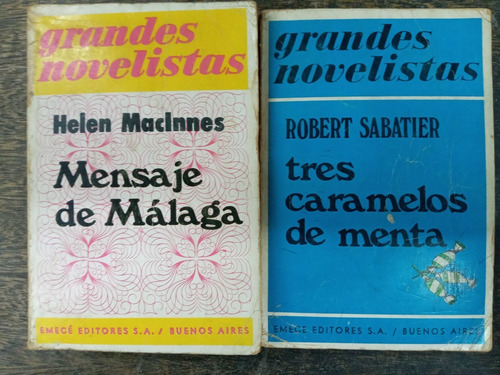 grandes
novelistas
Helen MacInnes
Mensaje
de Málaga
EMECÉ EDITORES S.A. / BUENOS AIRES
grandes
novelistas
ROBERT SABATIER
tres
caramelos
de menta
EMECE EDITORES S.A. / BUENOS AIRES